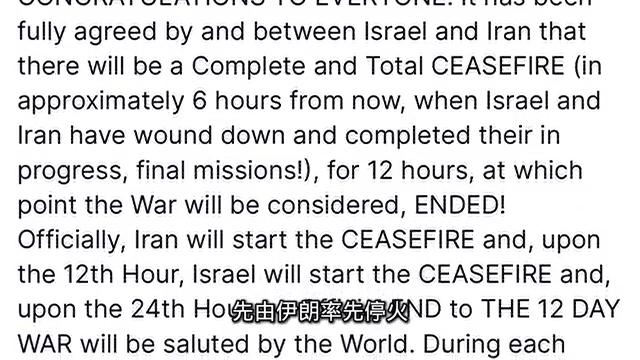 CONGRATULATIONS TO EVERYONE! It has been
fully agreed by and between Israel and Iran that
there will be a Complete and Total CEASEFIRE (in
approximately 6 hours from now, when Israel and
Iran have wound down and completed their in
progress, final missions!), for 12 hours, at which
point the War will be considered, ENDED!
Officially, Iran will start the CEASEFIRE and, upon
the 12th Hour, Israel will start the CEASEFIRE and,
upon the 24th to THE 12 DAY
先由伊朗率先停火
WAR will be saluted by the World. During each